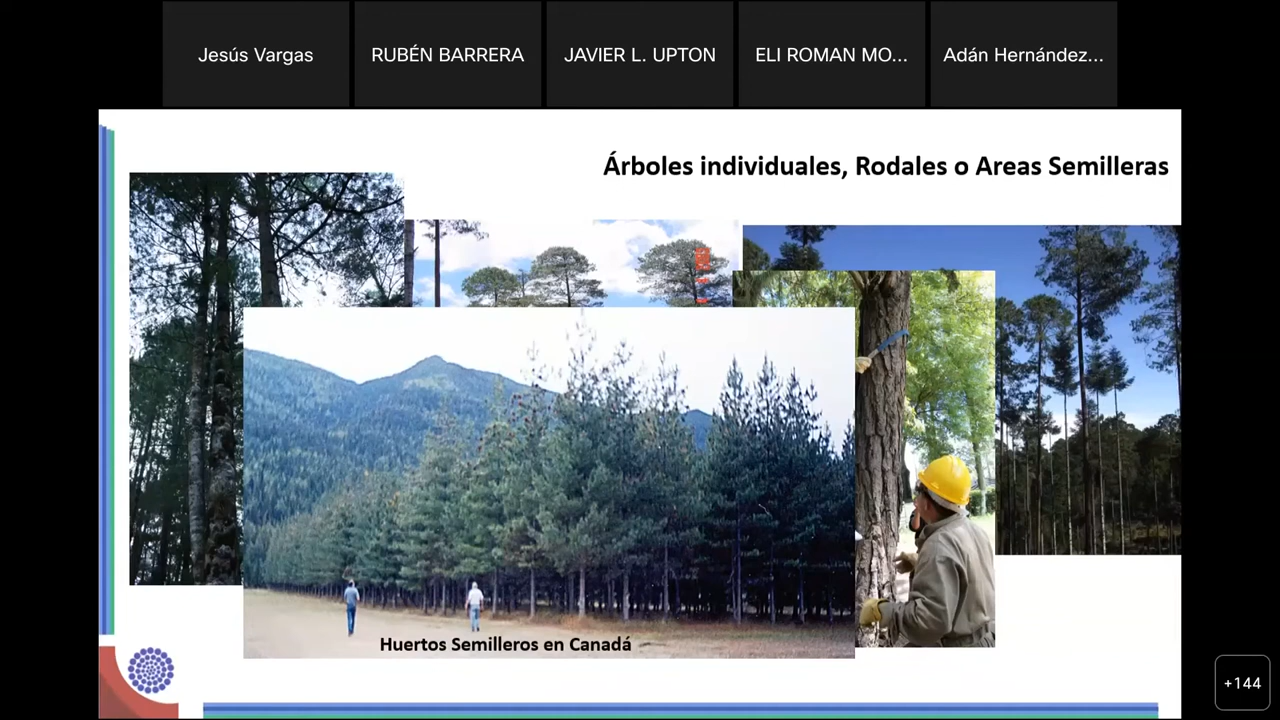 Jesús Vargas
RUBÉN BARRERA
JAVIER L. UPTON
ELI ROMAN MO...
Adán Hernández...
Árboles individuales, Rodales o Areas Semilleras
Huertos Semilleros en Canadá
+144